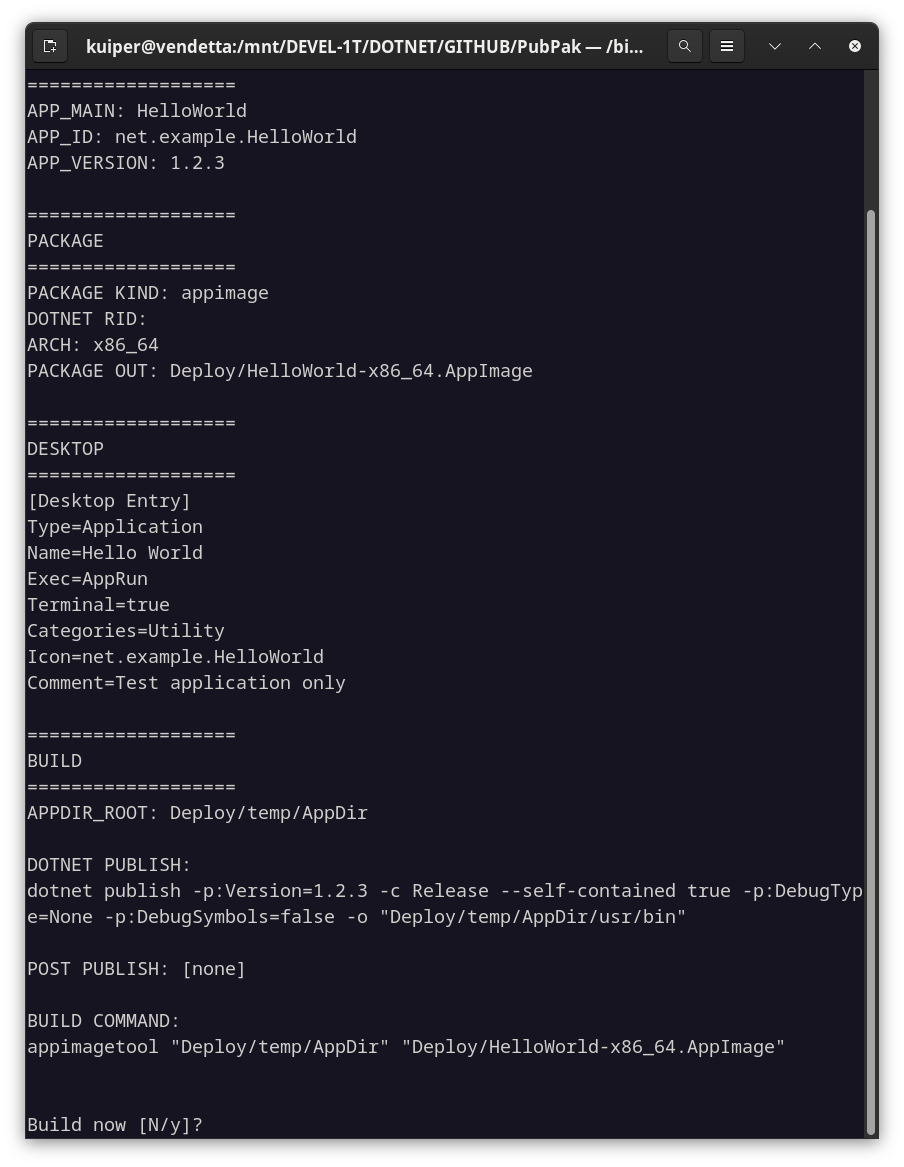 kuiper@vendetta:/mnt/DEVEL-1T/DOTNET/GITHUB/PubPak — /bi...
===================
APP_MAIN: HelloWorld
APP_ID: net.example.HelloWorld
APP_VERSION: 1.2.3
===================
PACKAGE
===================
PACKAGE KIND: appimage
DOTNET RID:
ARCH: x86_64
PACKAGE OUT: Deploy/HelloWorld-x86_64.AppImage
===================
DESKTOP
===================
[Desktop Entry]
Type=Application
Name=Hello World
Exec=AppRun
Terminal=true
Categories=Utility
Icon=net.example.HelloWorld
Comment=Test application only
===================
BUILD
===================
APPDIR_ROOT: Deploy/temp/AppDir
DOTNET PUBLISH:
dotnet publish -p:Version=1.2.3 -c Release --self-contained true -p:DebugTyp
e=None -p:DebugSymbols=false -o "Deploy/temp/AppDir/usr/bin"
POST PUBLISH: [none]
BUILD COMMAND:
appimagetool "Deploy/temp/AppDir" "Deploy/HelloWorld-x86_64.AppImage"
Build now [N/y]?